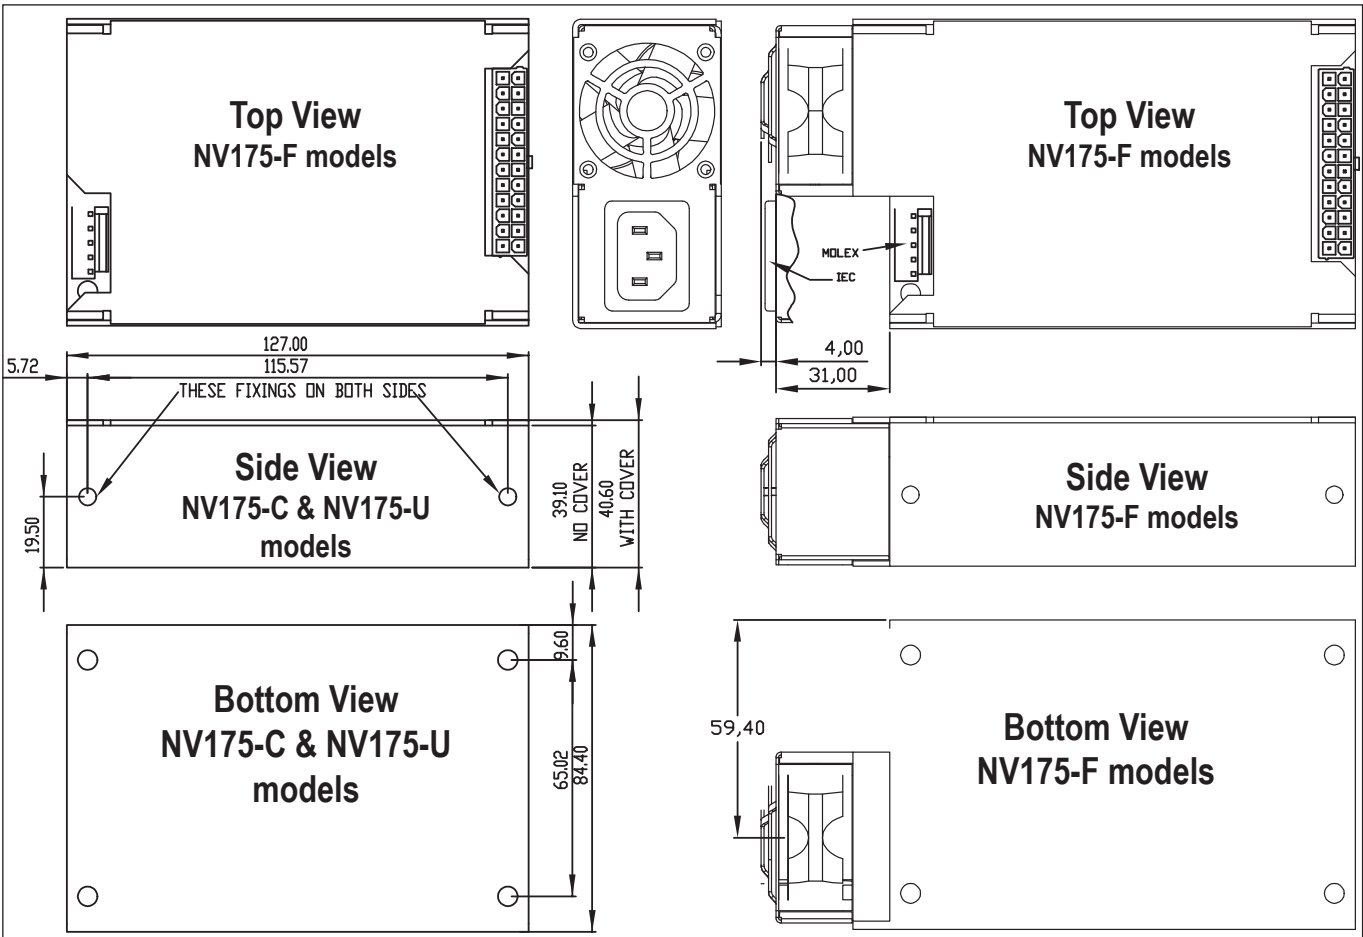 Top View
NV175-F models
Top View
NV175-F models
MOLEX
IEC
127.00
5.72
115.57
THESE FIXINGS ON BOTH SIDES
4,00
31,00
Side View
NV175-C & NV175-U
models
19.50
39.10
NO COVER
40.60
WITH COVER
Side View
NV175-F models
Bottom View
NV175-C & NV175-U
models
9.60
65.02
84.40
59,40
Bottom View
NV175-F models